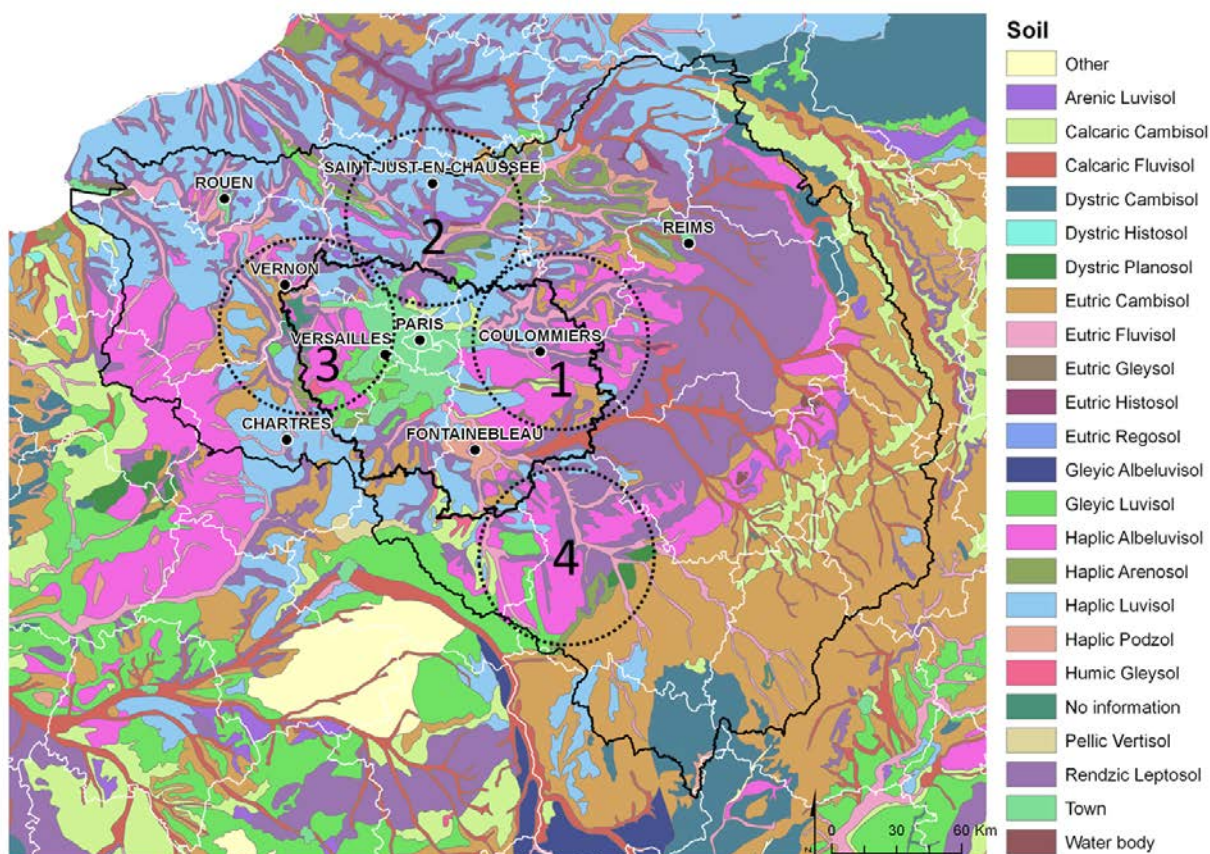 SAINT-JUST-EN-CHAUSSEE
ROUEN
2
REIMS
VERNON
VERSAILLES
PARIS
COULOMMIERS
3
1
CHARTRES
FONTAINEBLEAU
4
0 30 60 Km
Soil
Other
Arenic Luvisol
Calcaric Cambisol
Calcaric Fluvisol
Dystric Cambisol
Dystric Histosol
Dystric Planosol
Eutric Cambisol
Eutric Fluvisol
Eutric Gleysol
Eutric Histosol
Eutric Regosol
Gleyic Albeluvisol
Gleyic Luvisol
Haplic Albeluvisol
Haplic Arenosol
Haplic Luvisol
Haplic Podzol
Humic Gleysol
No information
Pellic Vertisol
Rendzic Leptosol
Town
Water body